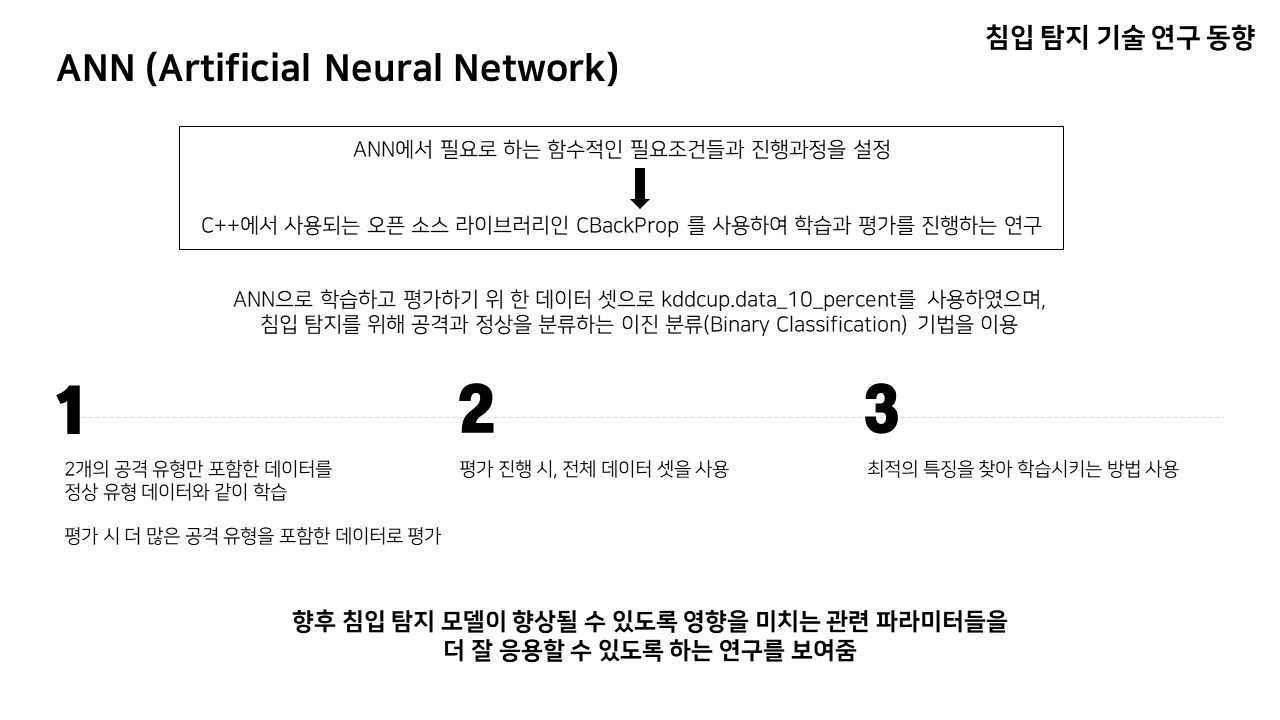 침입 탐지 기술 연구 동향
ANN (Artificial Neural Network)
ANN에서 필요로 하는 함수적인 필요조건들과 진행과정을 설정
C++에서 사용되는 오픈 소스 라이브러리인 CBackProp 를 사용하여 학습과 평가를 진행하는 연구
ANN으로 학습하고 평가하기 위 한 데이터 셋으로 kddcup.data_10_percent를 사용하였으며,
침입 탐지를 위해 공격과 정상을 분류하는 이진 분류(Binary Classification) 기법을 이용
1
2개의 공격 유형만 포함한 데이터를
정상 유형 데이터와 같이 학습
평가 시 더 많은 공격 유형을 포함한 데이터로 평가
2
평가 진행 시, 전체 데이터 셋을 사용
3
최적의 특징을 찾아 학습시키는 방법 사용
향후 침입 탐지 모델이 향상될 수 있도록 영향을 미치는 관련 파라미터들을
더 잘 응용할 수 있도록 하는 연구를 보여줌